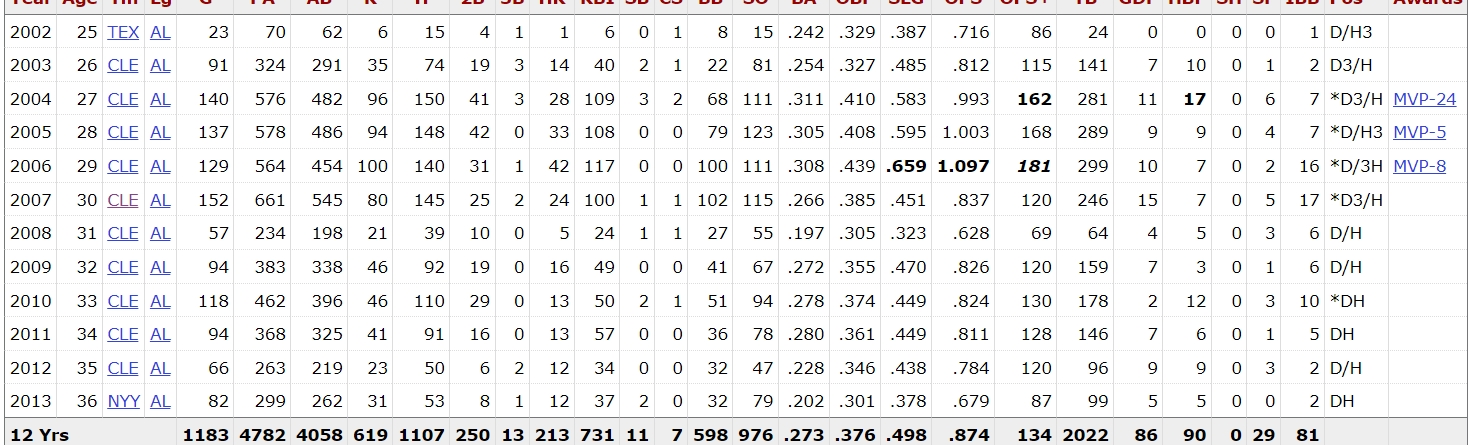 Year Age Tm Lg G PA AB R H 2B 3B HR RBI SB CS BB SO BA OBP SLG OPS OPS+ TB GDP HBP SH SF IBB Pos Awards
2002 25 TEX AL 23 70 62 6 15 4 1 1 6 0 1 8 15 .242 .329 .387 .716 86 24 0 0 0 0 1 D/H3
2003 26 CLE AL 91 324 291 35 74 19 3 14 40 2 1 22 81 .254 .327 .485 .812 115 141 7 10 0 1 2 D3/H
2004 27 CLE AL 140 576 482 96 150 41 3 28 109 3 2 68 111 .311 .410 .583 .993 162 281 11 17 0 6 7 *D3/H MVP-24
2005 28 CLE AL 137 578 486 94 148 42 0 33 108 0 0 79 123 .305 .408 .595 1.003 168 289 9 9 0 4 7 *D/H3 MVP-5
2006 29 CLE AL 129 564 454 100 140 31 1 42 117 0 0 100 111 .308 .439 .659 1.097 181 299 10 7 0 2 16 *D/3H MVP-8
2007 30 CLE AL 152 661 545 80 145 25 2 24 100 1 1 102 115 .266 .385 .451 .837 120 246 15 7 0 5 17 *D3/H
2008 31 CLE AL 57 234 198 21 39 10 0 5 24 1 1 27 55 .197 .305 .323 .628 69 64 4 5 0 3 6 D/H
2009 32 CLE AL 94 383 338 46 92 19 0 16 49 0 0 41 67 .272 .355 .470 .826 120 159 7 3 0 1 6 D/H
2010 33 CLE AL 118 462 396 46 110 29 0 13 50 2 1 51 94 .278 .374 .449 .824 130 178 2 12 0 3 10 *DH
2011 34 CLE AL 94 368 325 41 91 16 0 13 57 0 0 36 78 .280 .361 .449 .811 128 146 7 6 0 1 5 DH
2012 35 CLE AL 66 263 219 23 50 6 2 12 34 0 0 32 47 .228 .346 .438 .784 120 96 9 9 0 3 2 D/H
2013 36 NYY AL 82 299 262 31 53 8 1 12 37 2 0 32 79 .202 .301 .378 .679 87 99 5 5 0 0 2 DH
12 Yrs 1183 4782 4058 619 1107 250 13 213 731 11 7 598 976 .273 .376 .498 .874 134 2022 86 90 0 29 81